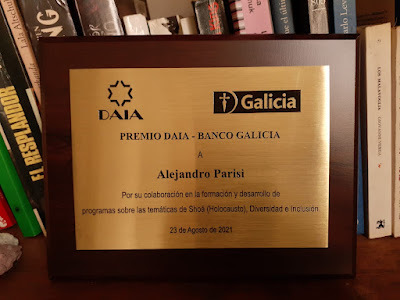 DAIA
Galicia
PREMIO DAIA - BANCO GALICIA
A
Alejandro Parisi
Por su colaboración en la formación y desarrollo de
programas sobre las temáticas de Shoá (Holocausto), Diversidad e Inclusión.
23 de Agosto de 2021
EL RESPLANDOR